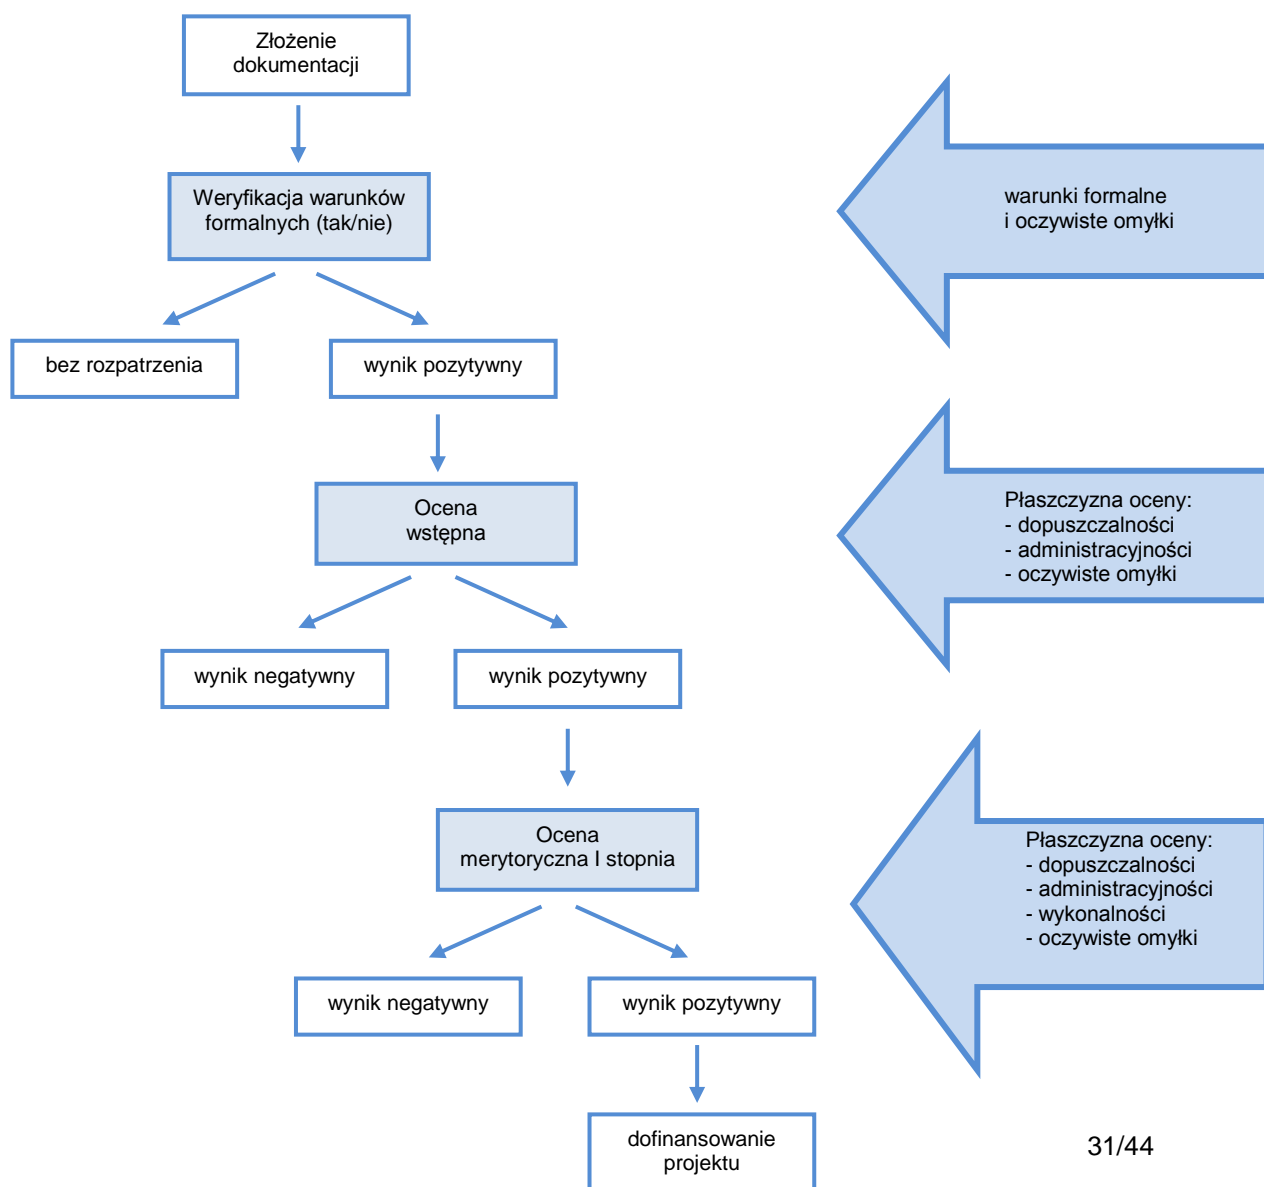 Złożenie
dokumentacji
Weryfikacja warunków
formalnych (tak/nie)
warunki formalne
i oczywiste omyłki
bez rozpatrzenia
wynik pozytywny
Ocena
wstępna
Płaszczyzna oceny:
- dopuszczalności
- administracyjności
- oczywiste omyłki
wynik negatywny
wynik pozytywny
Ocena
merytoryczna I stopnia
Płaszczyzna oceny:
- dopuszczalności
- administracyjności
- wykonalności
- oczywiste omyłki
wynik negatywny
wynik pozytywny
dofinansowanie
projektu
31/44